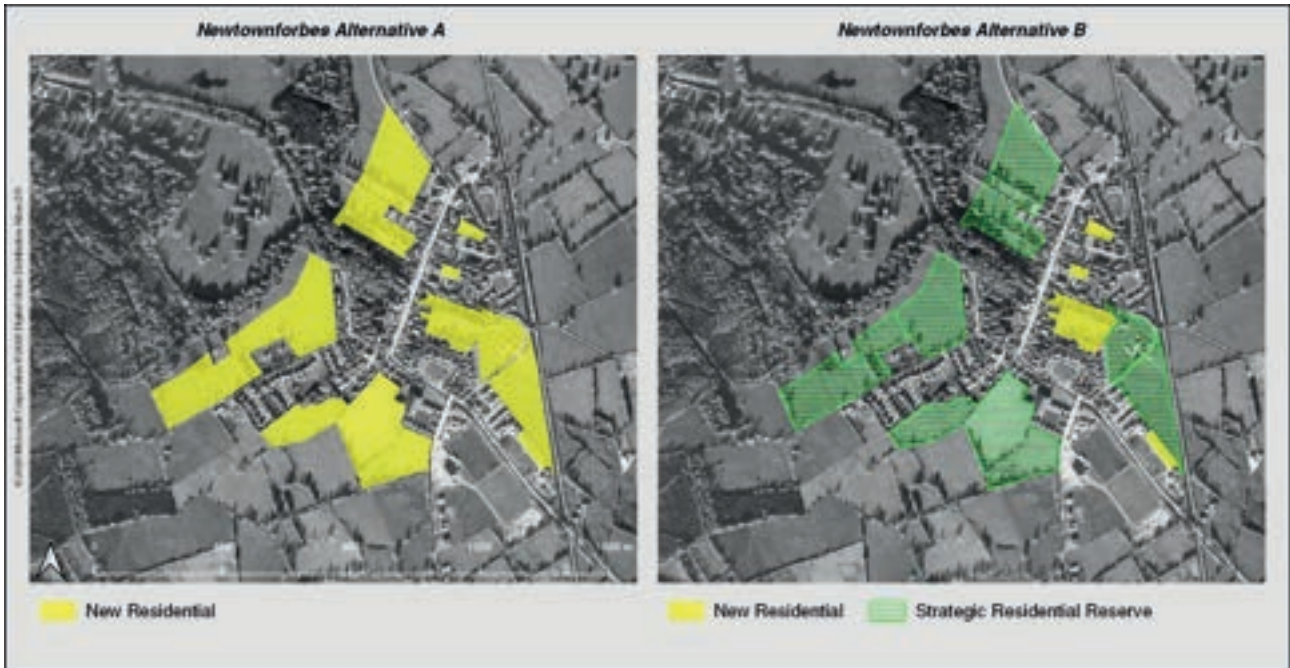 Newtownforbes Alternative A
Newtownforbes Alternative B
New Residential
New Residential
Strategic Residential Reserve